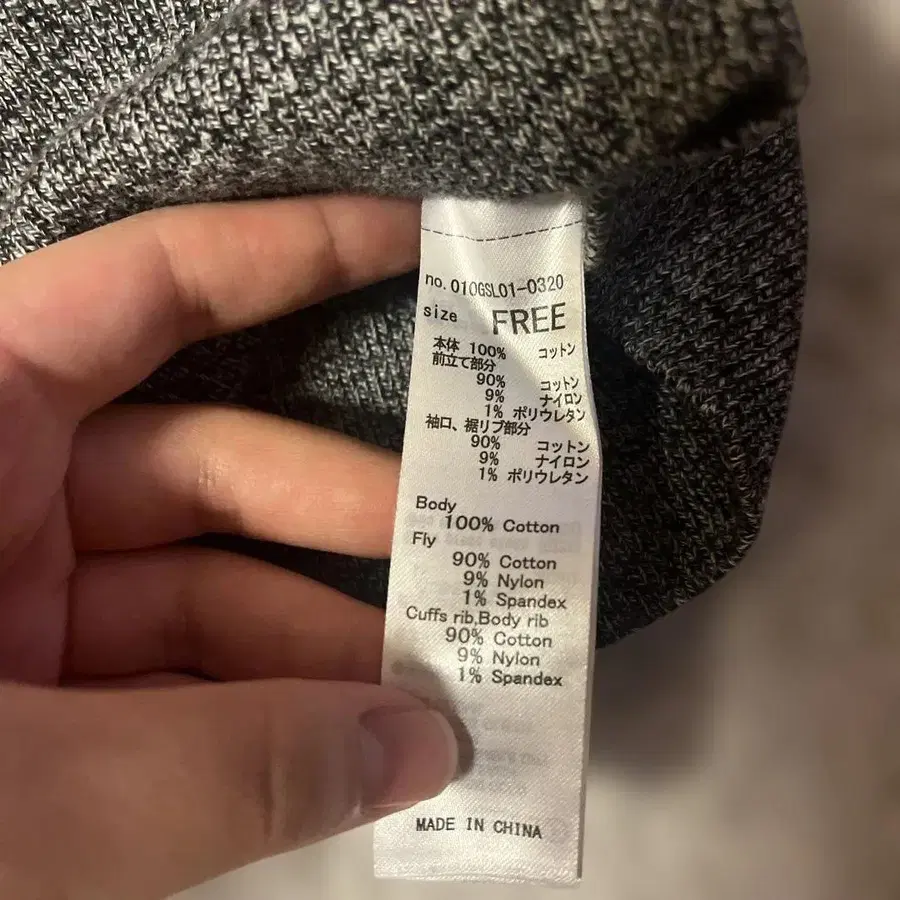 no. 010GSL01-0320
size FREE
本体 100% コットン
前立て部分
90% コットン
9% ナイロン
1% ポリウレタン
袖口、裾リブ部分
90% コットン
9% ナイロン
1% ポリウレタン
Body
100% Cotton
Fly
90% Cotton
9% Nylon
1% Spandex
Cuffs rib,Body rib
90% Cotton
9% Nylon
1% Spandex
MADE IN CHINA